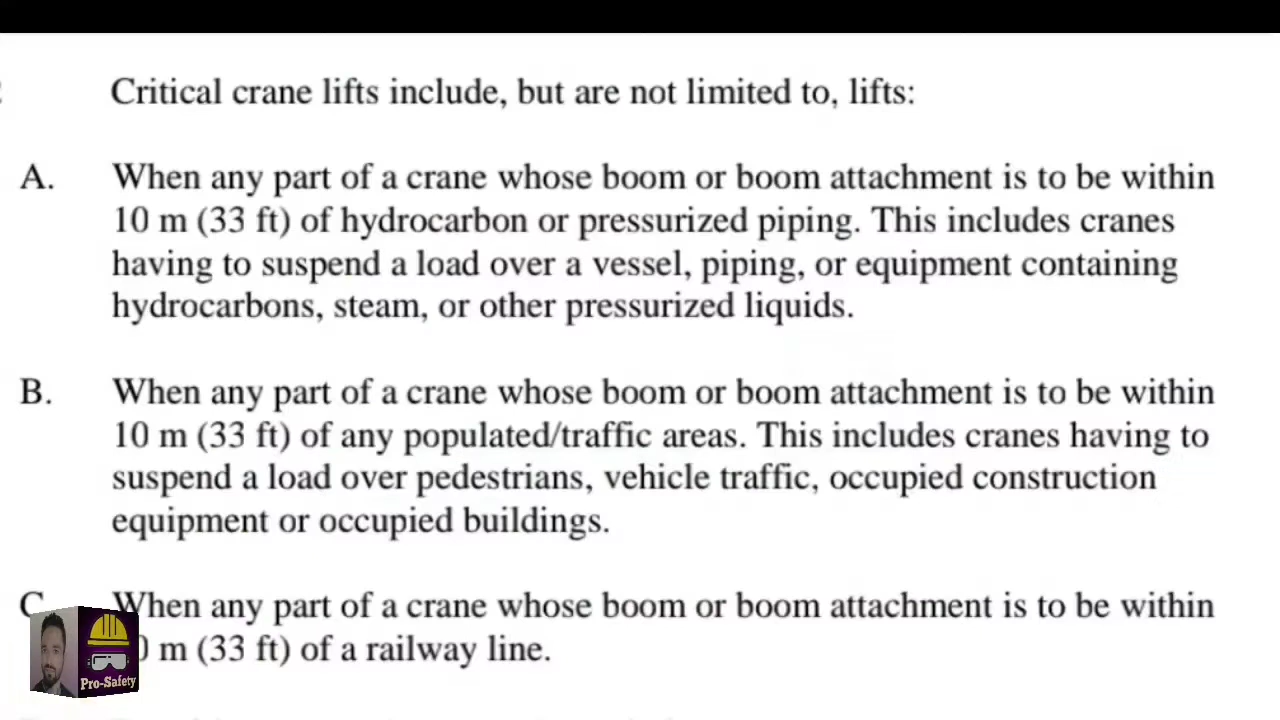 Critical crane lifts include, but are not limited to, lifts:
A. When any part of a crane whose boom or boom attachment is to be within
10 m (33 ft) of hydrocarbon or pressurized piping. This includes cranes
having to suspend a load over a vessel, piping, or equipment containing
hydrocarbons, steam, or other pressurized liquids.
B. When any part of a crane whose boom or boom attachment is to be within
10 m (33 ft) of any populated/traffic areas. This includes cranes having to
suspend a load over pedestrians, vehicle traffic, occupied construction
equipment or occupied buildings.
C. When any part of a crane whose boom or boom attachment is to be within
m (33 ft) of a railway line.
Pro-Safety